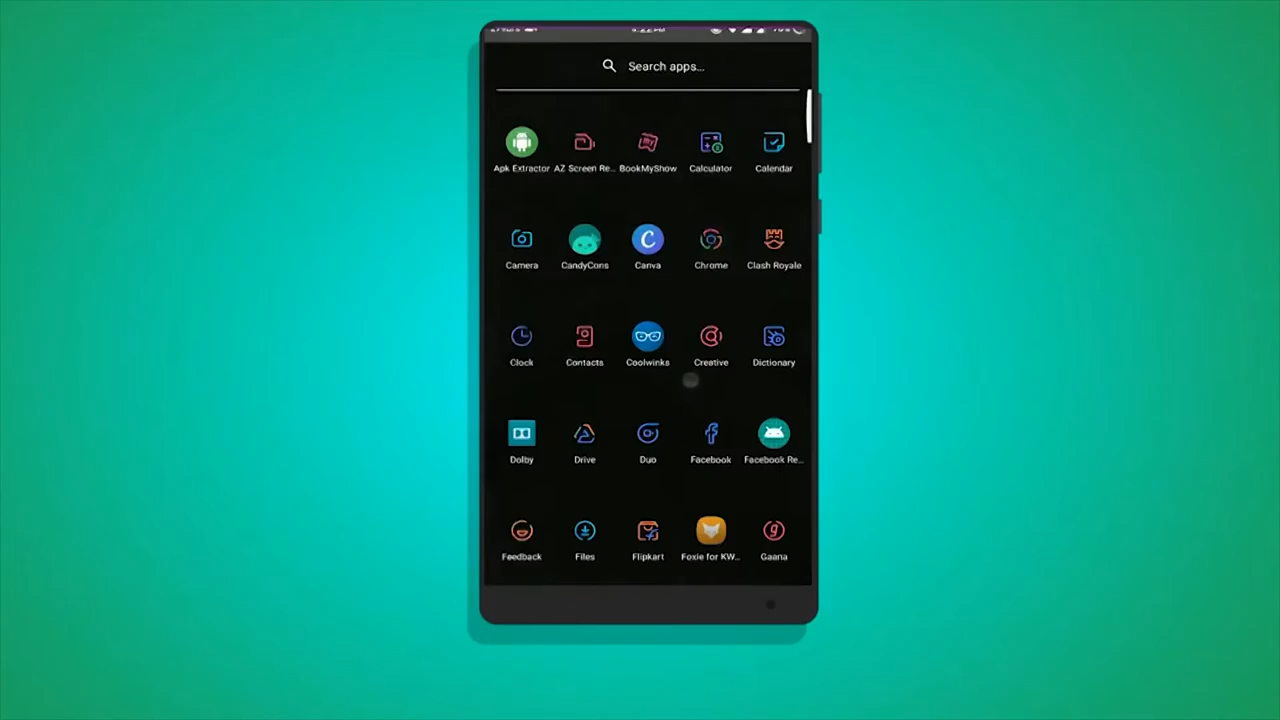 Search apps...
Apk Extractor AZ Screen Re... BookMyShow Calculator Calendar
Camera CandyCons Canva Chrome Clash Royale
Clock Contacts Coolwinks Creative Dictionary
Dolby Drive Duo Facebook Facebook Re...
Feedback Files Flipkart Foxie for KW... Gaana